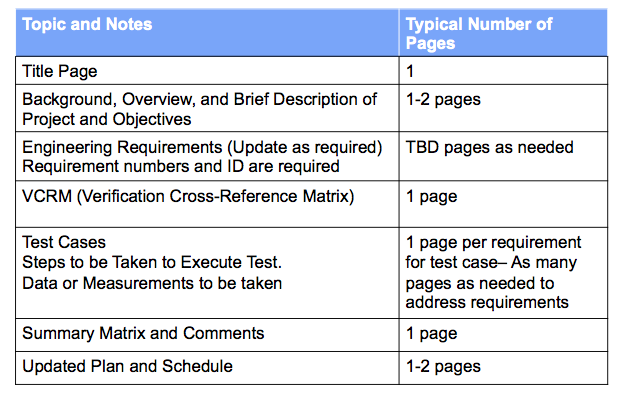 Topic and Notes
Typical Number of
Pages
Title Page
1
Background, Overview, and Brief Description of
Project and Objectives
1-2 pages
Engineering Requirements (Update as required)
Requirement numbers and ID are required
TBD pages as needed
VCRM (Verification Cross-Reference Matrix)
1 page
Test Cases
Steps to be Taken to Execute Test.
Data or Measurements to be taken
1 page per requirement
for test case– As many
pages as needed to
address requirements
Summary Matrix and Comments
1 page
Updated Plan and Schedule
1-2 pages